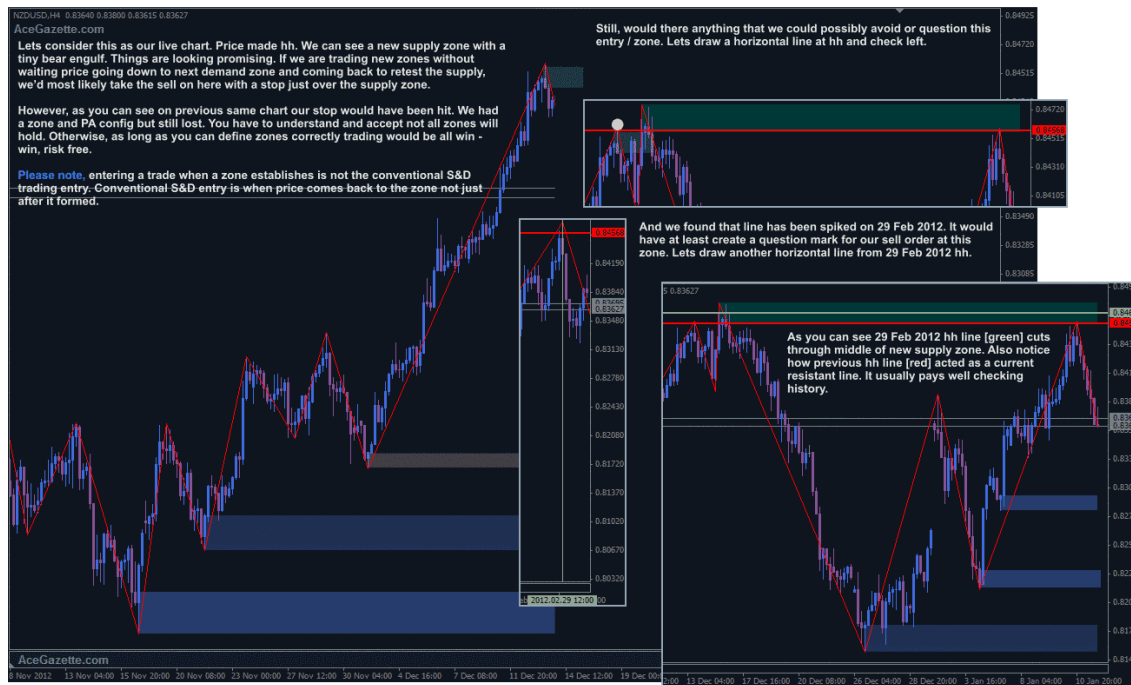 NZDUSD,H4 0.83640 0.83800 0.83615 0.83627
AceGazette.com
Lets consider this as our live chart. Price made hh. We can see a new supply zone with a
tiny bear engulf. Things are looking promising. If we are trading new zones without
waiting price going down to next demand zone and coming back to retest the supply,
we'd most likely take the sell on here with a stop just over the supply zone.
However, as you can see on previous same chart our stop would have been hit. We had
a zone and PA config but still lost. You have to understand and accept not all zones will
hold. Otherwise, as long as you can define zones correctly trading would be all win -
win, risk free.
Please note, entering a trade when a zone establishes is not the conventional S&D
trading entry. Conventional S&D entry is when price comes back to the zone not just
after it formed.
Still, would there anything that we could possibly avoid or question this
entry / zone. Lets draw a horizontal line at hh and check left.
0.84925
0.84720
0.84515
0.84720
0.84568
0.84515
0.84310
0.84105
0.83490
0.83285
0.83085
And we found that line has been spiked on 29 Feb 2012. It would
have at least create a question mark for our sell order at this
zone. Lets draw another horizontal line from 29 Feb 2012 hh.
0.84568
0.84190
0.83840
0.83627
0.83480
0.83130
0.82780
0.82430
0.82080
0.81720
0.81370
0.81020
0.80670
0.80320
2012.02.29 12:00
5 0.83627
As you can see 29 Feb 2012 hh line [green] cuts
through middle of new supply zone. Also notice
how previous hh line [red] acted as a current
resistant line. It usually pays well checking
history.
AceGazette.com
8 Nov 2012 13 Nov 04:00 15 Nov 20:00 20 Nov 08:00 23 Nov 00:00 27 Nov 12:00 30 Nov 04:00 4 Dec 16:00 7 Dec 08:00 11 Dec 20:00 14 Dec 12:00 19 Dec
13 Dec 04:00 17 Dec 16:00 20 Dec 08:00 26 Dec 04:00 28 Dec 20:00 3 Jan 16:00 8 Jan 04:00 10 Jan 20:00